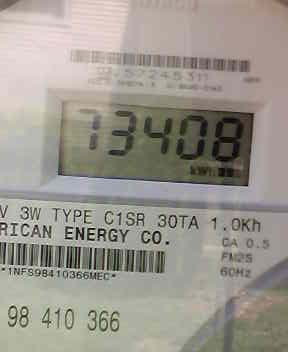 73408
kWh
V 3W TYPE C1SR 30TA 1.0Kh
RICAN ENERGY CO.
CA 0.5
FM2S
60Hz
*1NFS98410366MEC*
98 410 366